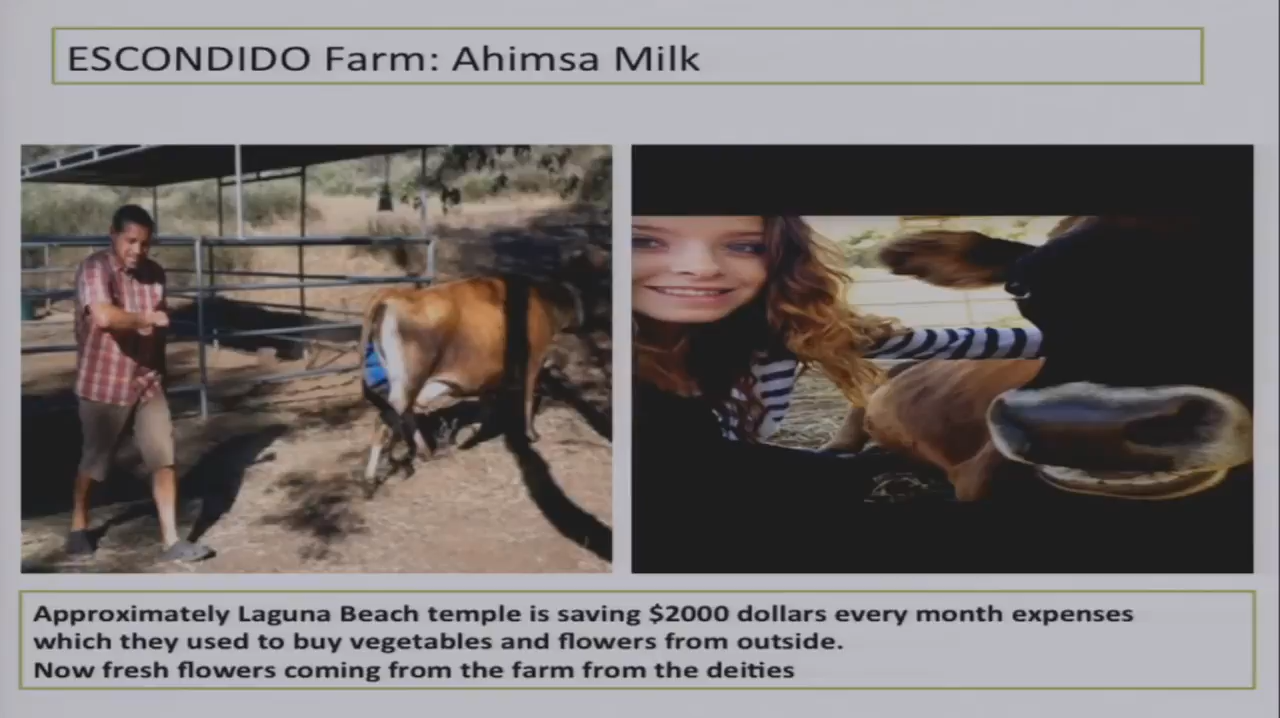 ESCONDIDO Farm: Ahimsa Milk
Approximately Laguna Beach temple is saving $2000 dollars every month expenses
which they used to buy vegetables and flowers from outside.
Now fresh flowers coming from the farm from the deities